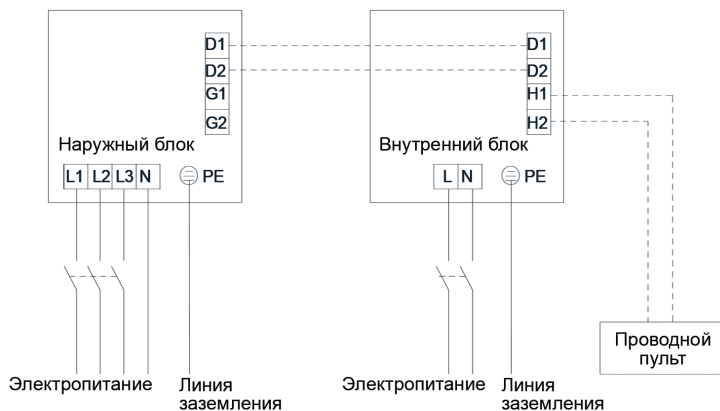 D1
D2
G1
G2
Наружный блок
L1 L2 L3 N PE
Электропитание
Линия
заземления
D1
D2
H1
H2
Внутренний блок
L N PE
Электропитание
Линия
заземления
Проводной
пульт